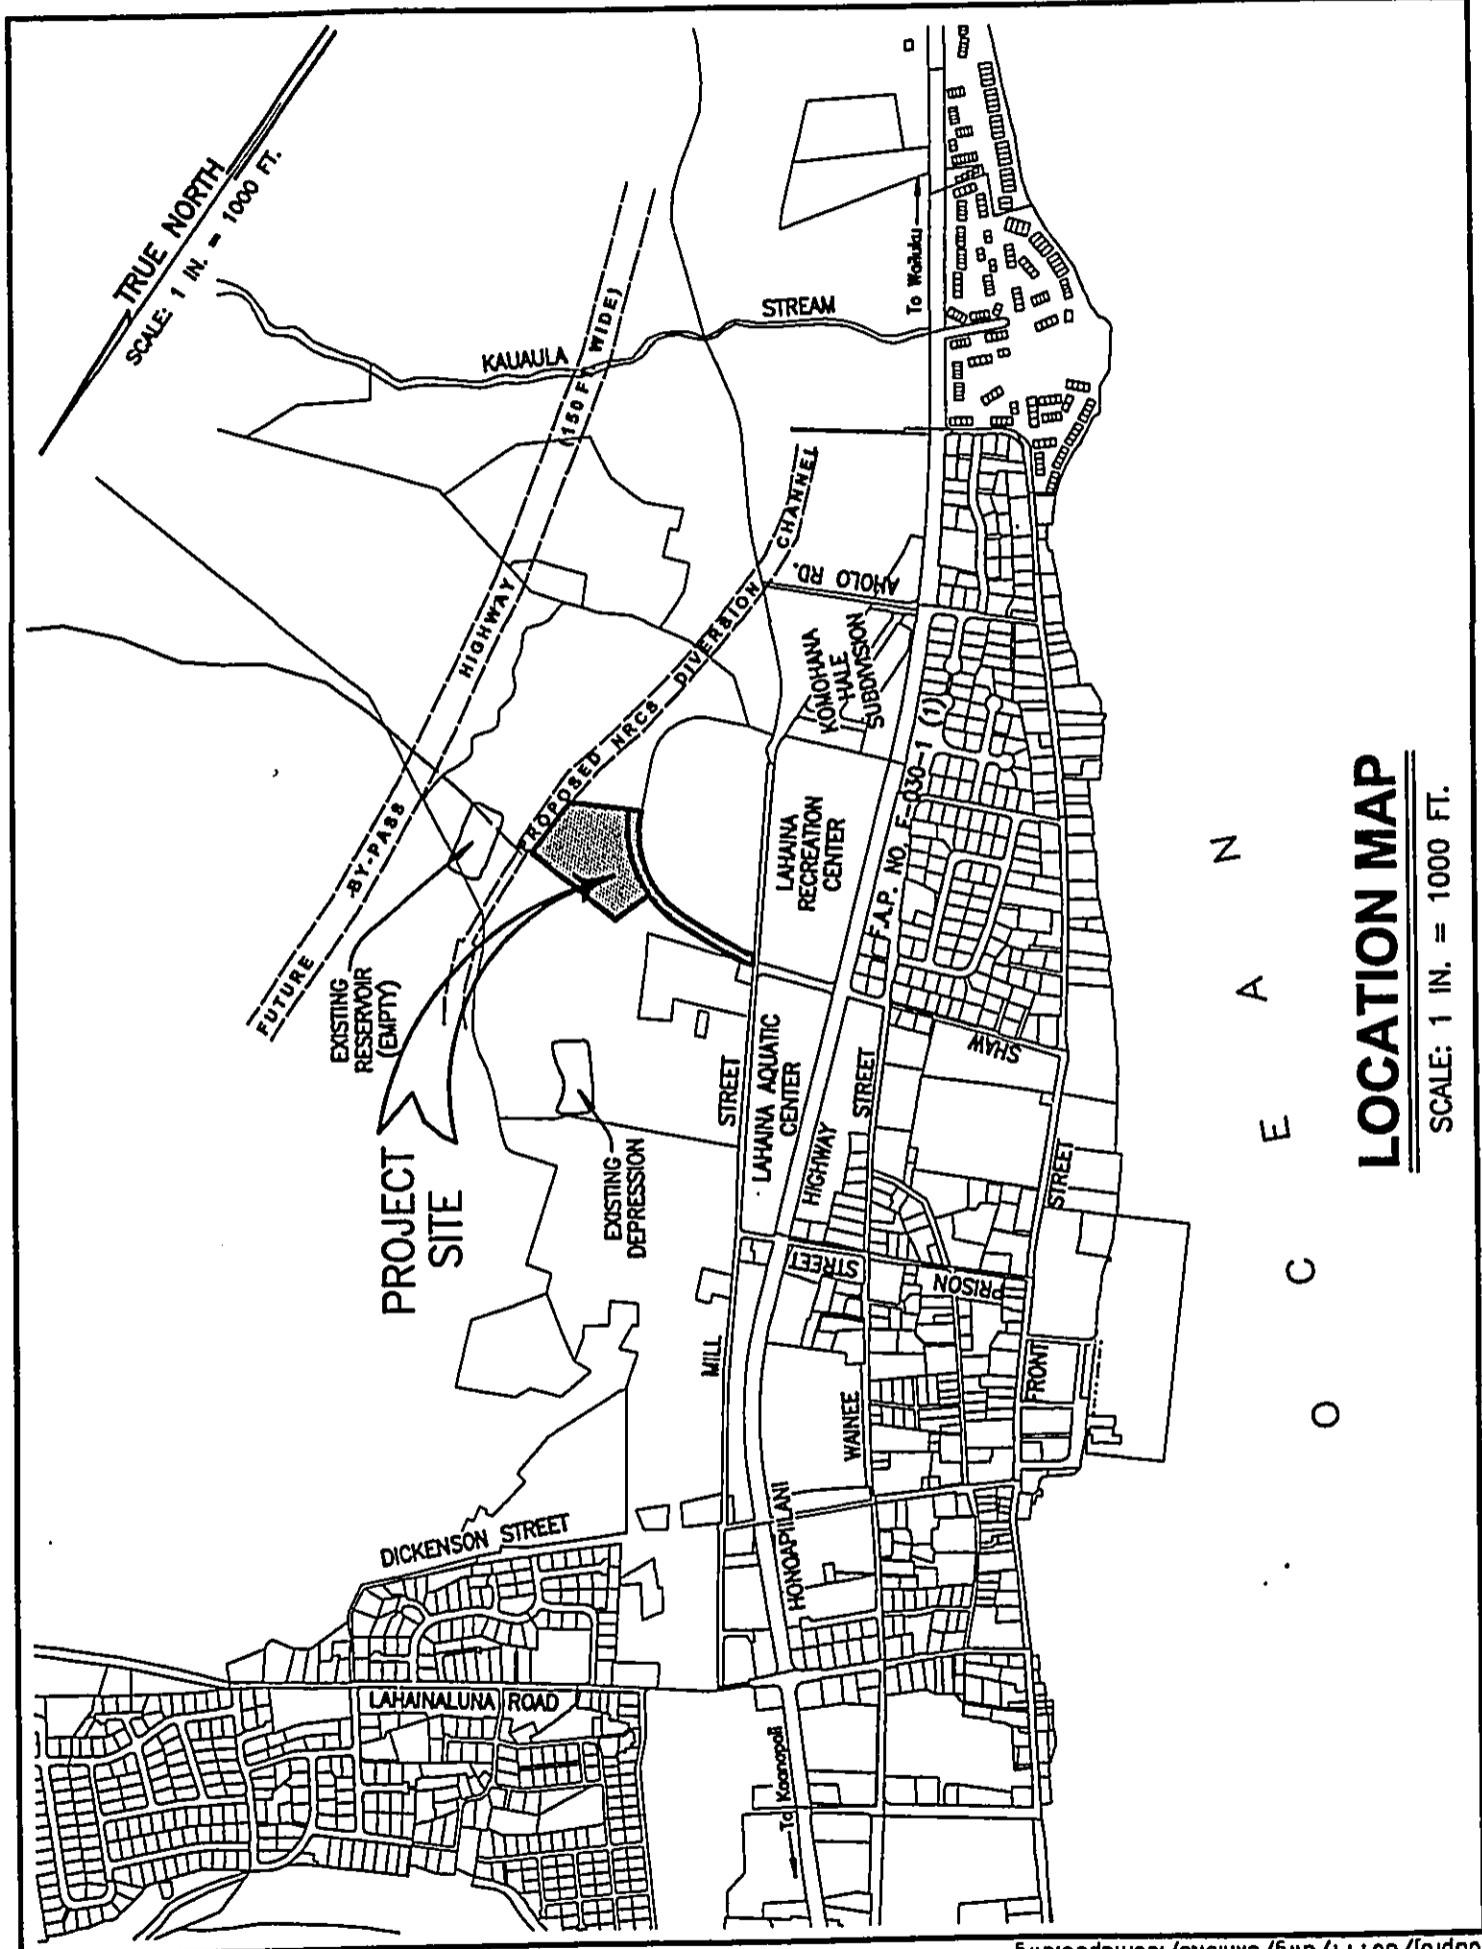 TRUE NORTH
SCALE: 1 IN. = 1000 FT.
KAUAULA
STREAM
To Wailuku
FUTURE BY-PASS HIGHWAY (150 FT WIDE)
PROPOSED NRCS DIVERSION CHANNEL
AHOLO RD.
KOMOHANA
HALE
SUBDIVISION
EXISTING
RESERVOIR
(EMPTY)
LAHAINA
RECREATION
CENTER
F.A.P. NO. F-030-1 (1)
PROJECT
SITE
EXISTING
DEPRESSION
MILL
STREET
LAHAINA AQUATIC
CENTER
HONOAPIILANI
HIGHWAY
WAINEE
STREET
SHAW
PRISON
STREET
FRONT
STREET
DICKENSON STREET
LAHAINALUNA ROAD
To Kaanapali
OCEAN
LOCATION MAP
SCALE: 1 IN. = 1000 FT.